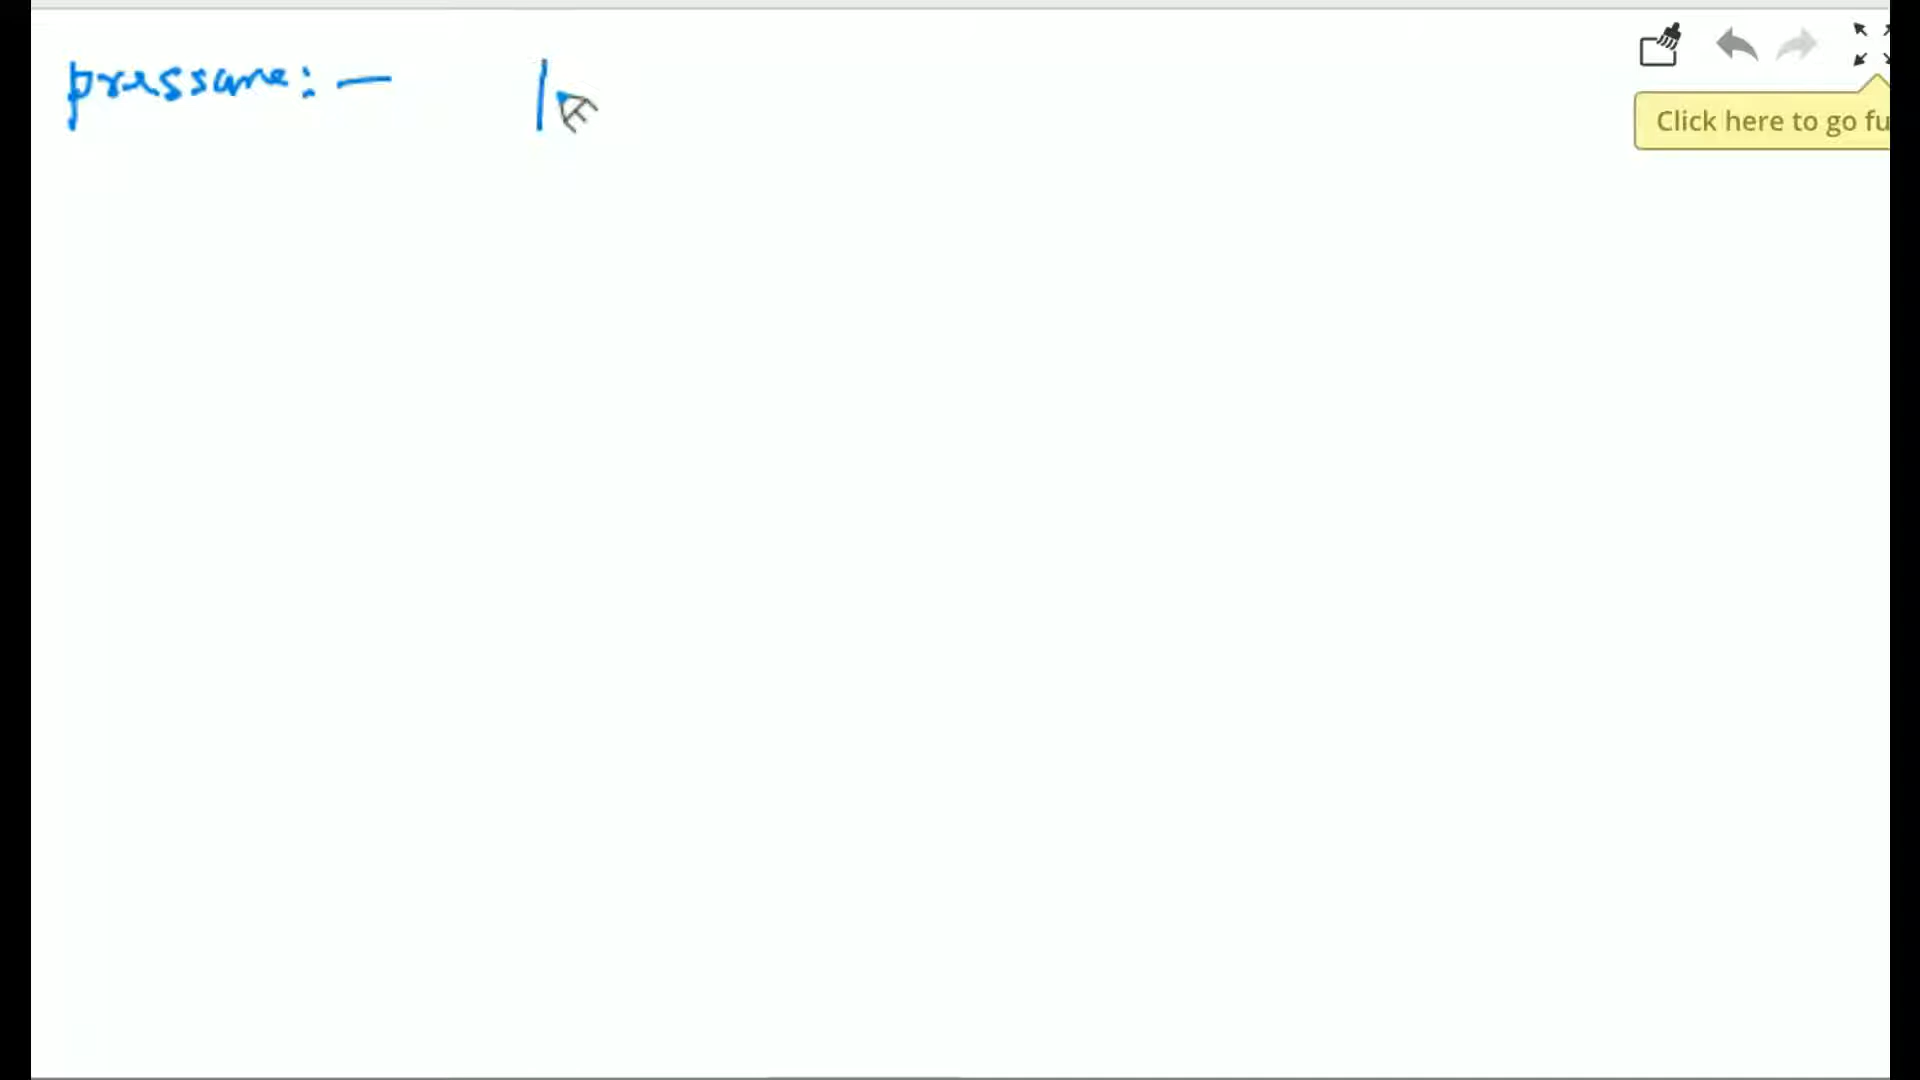 pressure: —
Click here to go fu